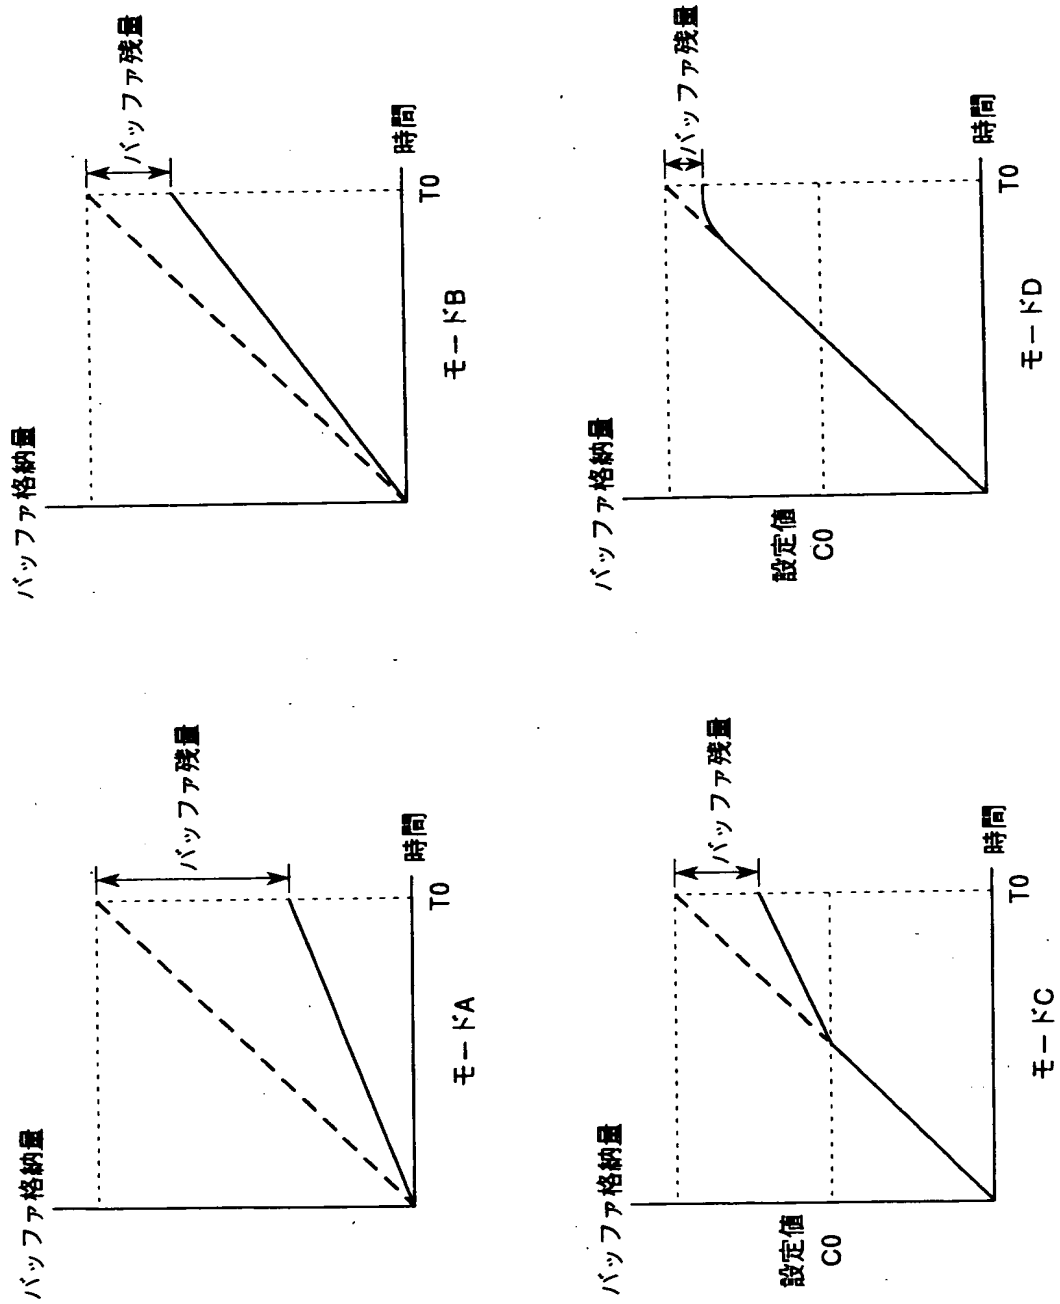 バッファ格納量
バッファ残量
T0
時間
モードA
バッファ格納量
バッファ残量
T0
時間
モードB
バッファ格納量
設定値
C0
バッファ残量
T0
時間
モードC
バッファ格納量
設定値
C0
バッファ残量
T0
時間
モードD